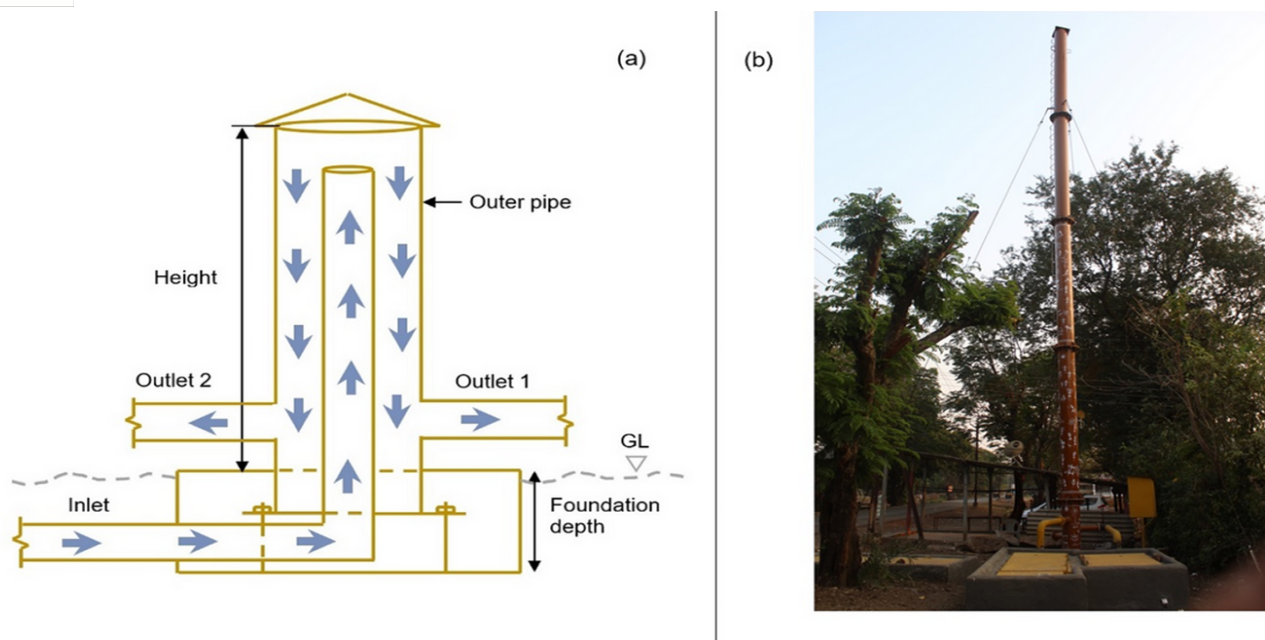 (a)
(b)
Outer pipe
Height
Outlet 2
Outlet 1
GL
Inlet
Foundation
depth